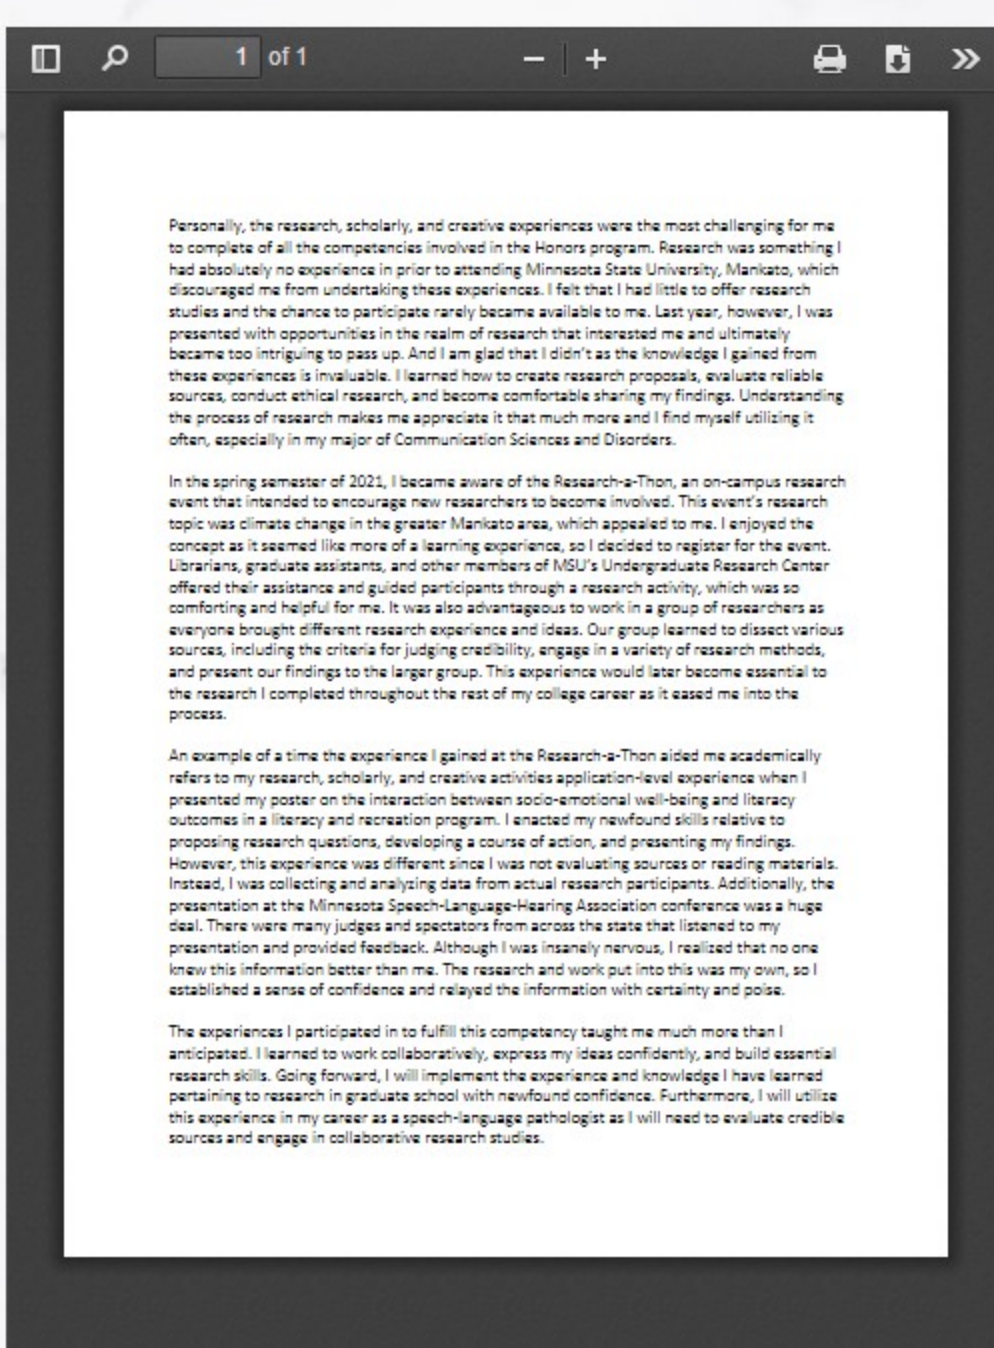 1 of 1
Personally, the research, scholarly, and creative experiences were the most challenging for me
to complete of all the competencies involved in the Honors program. Research was something I
had absolutely no experience in prior to attending Minnesota State University, Mankato, which
discouraged me from undertaking these experiences. I felt that I had little to offer research
studies and the chance to participate rarely became available to me. Last year, however, I was
presented with opportunities in the realm of research that interested me and ultimately
became too intriguing to pass up. And I am glad that I didn't as the knowledge I gained from
these experiences is invaluable. I learned how to create research proposals, evaluate reliable
sources, conduct ethical research, and become comfortable sharing my findings. Understanding
the process of research makes me appreciate it that much more and I find myself utilizing it
often, especially in my major of Communication Sciences and Disorders.
In the spring semester of 2021, I became aware of the Research-a-Thon, an on-campus research
event that intended to encourage new researchers to become involved. This event's research
topic was climate change in the greater Mankato area, which appealed to me. I enjoyed the
concept as it seemed like more of a learning experience, so I decided to register for the event.
Librarians, graduate assistants, and other members of MSU's Undergraduate Research Center
offered their assistance and guided participants through a research activity, which was so
comforting and helpful for me. It was also advantageous to work in a group of researchers as
everyone brought different research experience and ideas. Our group learned to dissect various
sources, including the criteria for judging credibility, engage in a variety of research methods,
and present our findings to the larger group. This experience would later become essential to
the research I completed throughout the rest of my college career as it eased me into the
process.
An example of a time the experience I gained at the Research-a-Thon aided me academically
refers to my research, scholarly, and creative activities application-level experience when I
presented my poster on the interaction between socio-emotional well-being and literacy
outcomes in a literacy and recreation program. I enacted my newfound skills relative to
proposing research questions, developing a course of action, and presenting my findings.
However, this experience was different since I was not evaluating sources or reading materials.
Instead, I was collecting and analyzing data from actual research participants. Additionally, the
presentation at the Minnesota Speech-Language-Hearing Association conference was a huge
deal. There were many judges and spectators from across the state that listened to my
presentation and provided feedback. Although I was insanely nervous, I realized that no one
knew this information better than me. The research and work put into this was my own, so I
established a sense of confidence and relayed the information with certainty and poise.
The experiences I participated in to fulfill this competency taught me much more than I
anticipated. I learned to work collaboratively, express my ideas confidently, and build essential
research skills. Going forward, I will implement the experience and knowledge I have learned
pertaining to research in graduate school with newfound confidence. Furthermore, I will utilize
this experience in my career as a speech-language pathologist as I will need to evaluate credible
sources and engage in collaborative research studies.